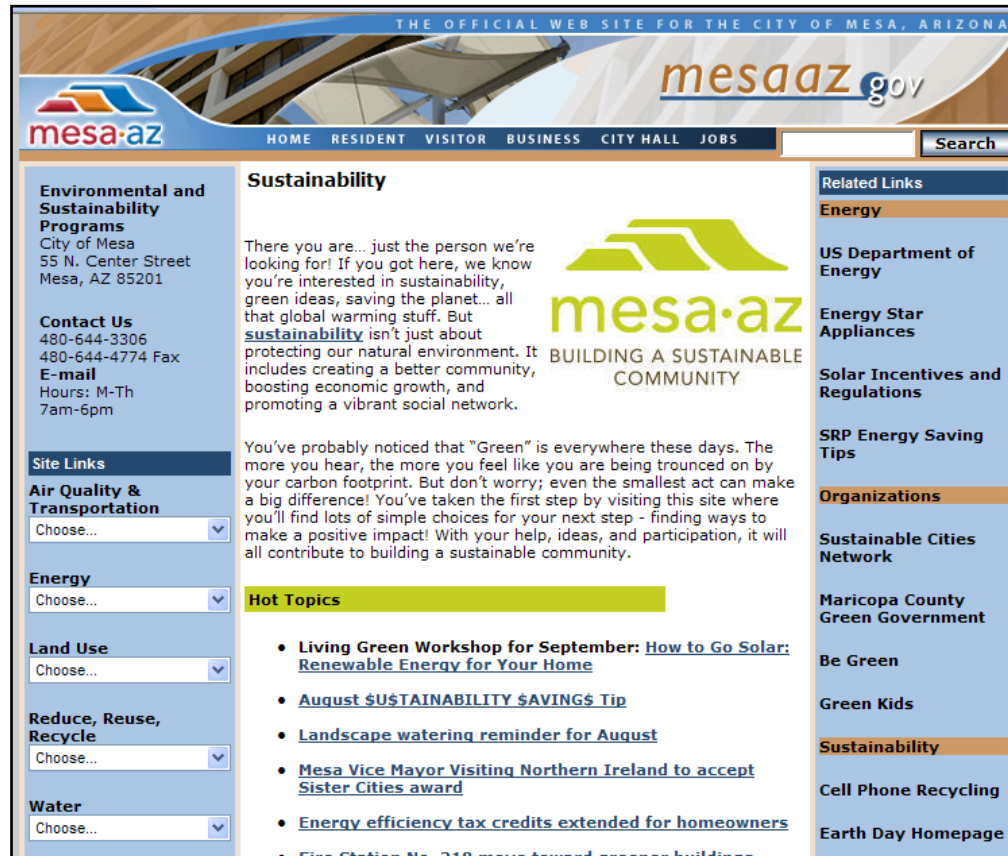 THE OFFICIAL WEB SITE FOR THE CITY OF MESA, ARIZONA
mesaaz gov
mesa·az
HOME RESIDENT VISITOR BUSINESS CITY HALL JOBS
Search
Environmental and
Sustainability
Programs
City of Mesa
55 N. Center Street
Mesa, AZ 85201
Contact Us
480-644-3306
480-644-4774 Fax
E-mail
Hours: M-Th
7am-6pm
Site Links
Air Quality &
Transportation
Choose...
Energy
Choose...
Land Use
Choose...
Reduce, Reuse,
Recycle
Choose...
Water
Choose...
Sustainability
There you are... just the person we're
looking for! If you got here, we know
you're interested in sustainability,
green ideas, saving the planet... all
that global warming stuff. But
sustainability isn't just about
protecting our natural environment. It
includes creating a better community,
boosting economic growth, and
promoting a vibrant social network.
mesa·az
BUILDING A SUSTAINABLE
COMMUNITY
You've probably noticed that "Green" is everywhere these days. The
more you hear, the more you feel like you are being trounced on by
your carbon footprint. But don't worry; even the smallest act can make
a big difference! You've taken the first step by visiting this site where
you'll find lots of simple choices for your next step - finding ways to
make a positive impact! With your help, ideas, and participation, it will
all contribute to building a sustainable community.
Hot Topics
• Living Green Workshop for September: How to Go Solar:
Renewable Energy for Your Home
• August $U$TAINABILITY $AVING$ Tip
• Landscape watering reminder for August
• Mesa Vice Mayor Visiting Northern Ireland to accept
Sister Cities award
• Energy efficiency tax credits extended for homeowners
• Fire Station No. 218 move toward greener buildings
Related Links
Energy
US Department of
Energy
Energy Star
Appliances
Solar Incentives and
Regulations
SRP Energy Saving
Tips
Organizations
Sustainable Cities
Network
Maricopa County
Green Government
Be Green
Green Kids
Sustainability
Cell Phone Recycling
Earth Day Homepage